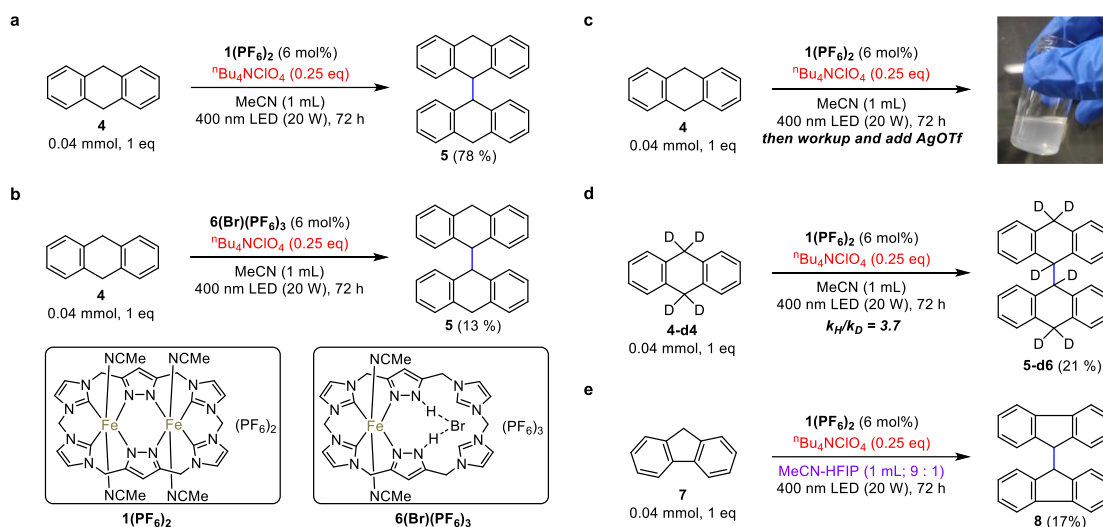 a
1(PF6)2 (6 mol%)
nBu4NClO4 (0.25 eq)
MeCN (1 mL)
400 nm LED (20 W), 72 h
4
0.04 mmol, 1 eq
5 (78 %)
b
6(Br)(PF6)3 (6 mol%)
nBu4NClO4 (0.25 eq)
MeCN (1 mL)
400 nm LED (20 W), 72 h
4
0.04 mmol, 1 eq
5 (13 %)
NCMe NCMe
N N N N N N
Fe Fe
N N N N N N
NCMe NCMe
(PF6)2
1(PF6)2
NCMe
N N N N N N
H
Fe Br
H
N N N N N N
NCMe
(PF6)3
6(Br)(PF6)3
c
1(PF6)2 (6 mol%)
nBu4NClO4 (0.25 eq)
MeCN (1 mL)
400 nm LED (20 W), 72 h
then workup and add AgOTf
4
0.04 mmol, 1 eq
d
D D
D D
4-d4
0.04 mmol, 1 eq
1(PF6)2 (6 mol%)
nBu4NClO4 (0.25 eq)
MeCN (1 mL)
400 nm LED (20 W), 72 h
kH/kD = 3.7
D D
D D
D D
5-d6 (21 %)
e
1(PF6)2 (6 mol%)
nBu4NClO4 (0.25 eq)
MeCN-HFIP (1 mL; 9 : 1)
400 nm LED (20 W), 72 h
7
0.04 mmol, 1 eq
8 (17%)